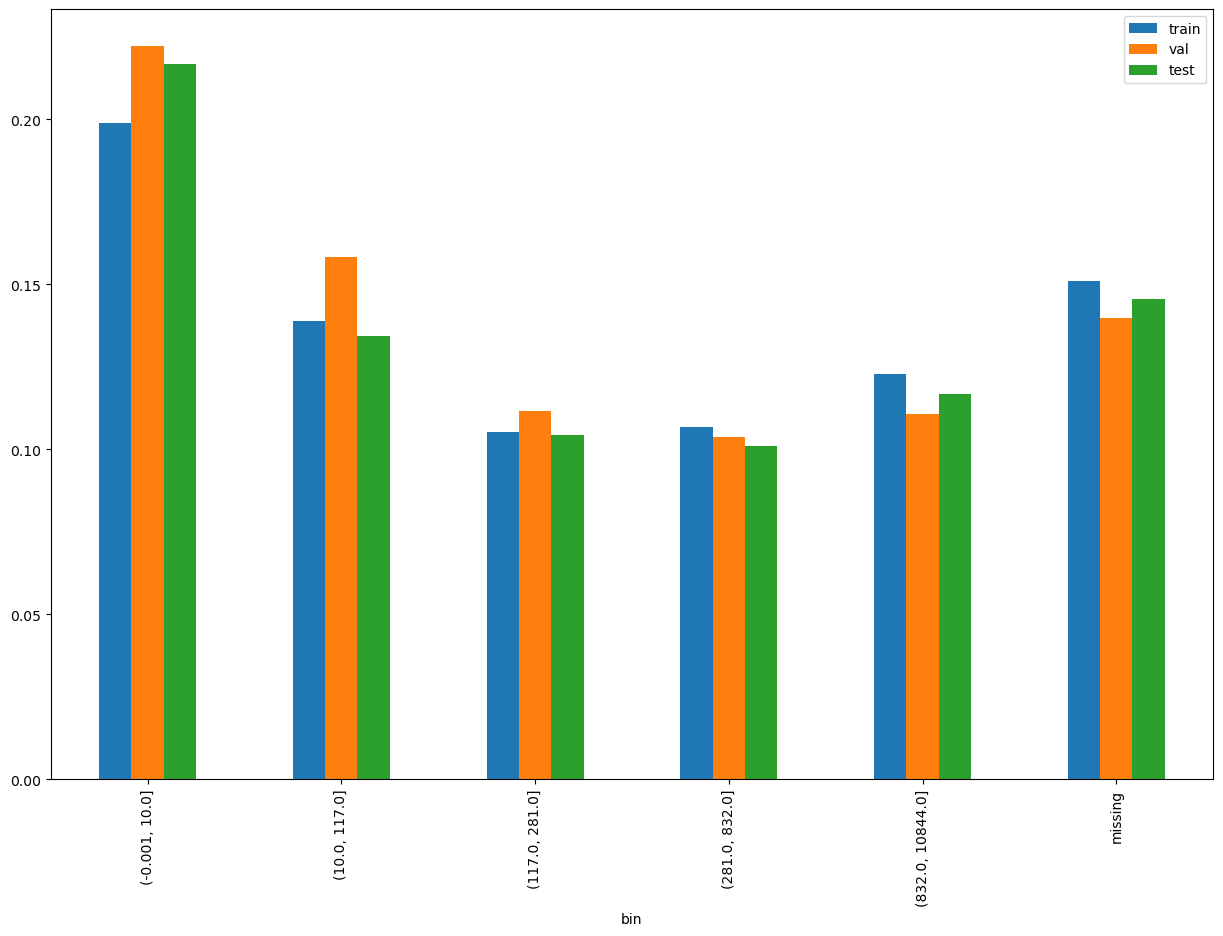 train
val
test
0.20
0.15
0.10
0.05
0.00
(-0.001, 10.0]
(10.0, 117.0]
(117.0, 281.0]
(281.0, 832.0]
(832.0, 10844.0]
missing
bin